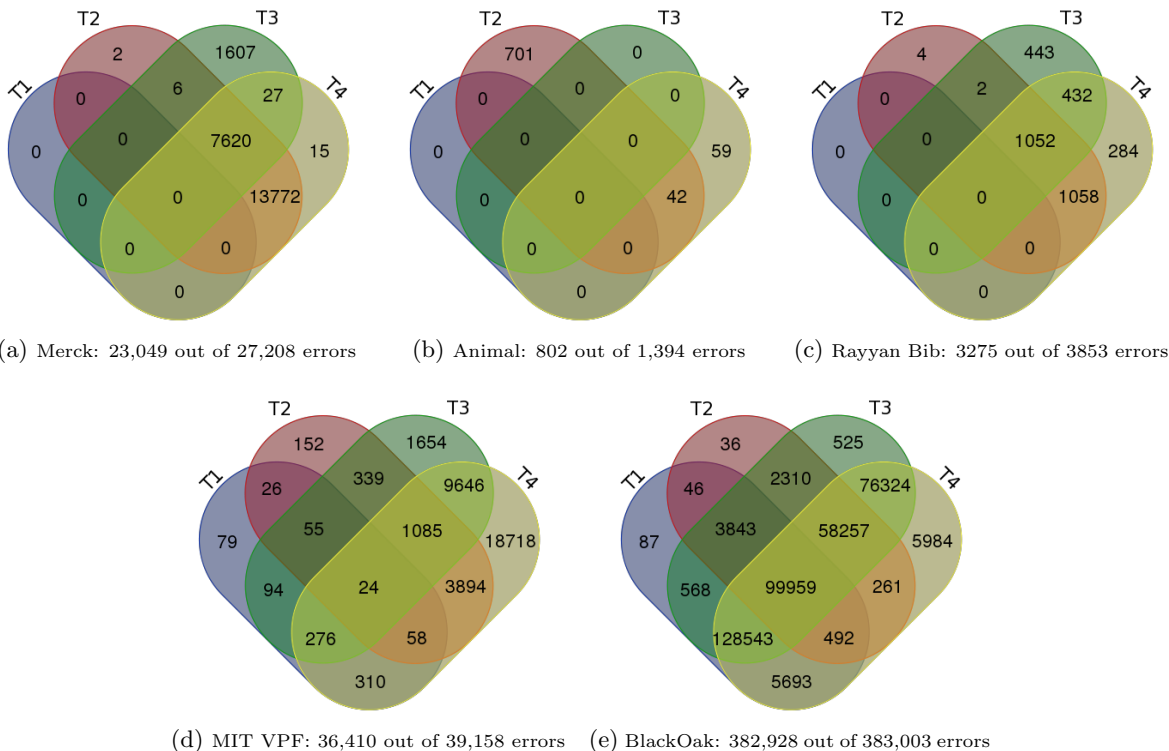 T2 T3
T1 T4
2 1607
0 6 27
0 0 7620 15
0 0 13772
0 0
0
(a) Merck: 23,049 out of 27,208 errors
T2 T3
T1 T4
701 0
0 0 0
0 0 0 59
0 0 42
0 0
0
(b) Animal: 802 out of 1,394 errors
T2 T3
T1 T4
4 443
0 2 432
0 0 1052 284
0 0 1058
0 0
0
(c) Rayyan Bib: 3275 out of 3853 errors
T2 T3
T1 T4
152 1654
26 339 9646
79 55 1085 18718
94 24 3894
276 58
310
(d) MIT VPF: 36,410 out of 39,158 errors
T2 T3
T1 T4
36 525
46 2310 76324
87 3843 58257 5984
568 99959 261
128543 492
5693
(e) BlackOak: 382,928 out of 383,003 errors